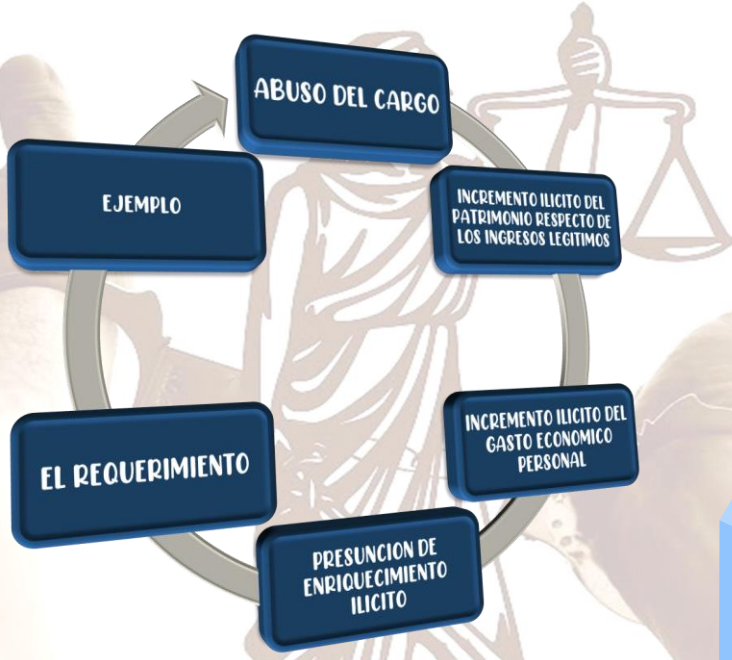 ABUSO DEL CARGO
INCREMENTO ILICITO DEL
PATRIMONIO RESPECTO DE
LOS INGRESOS LEGITIMOS
INCREMENTO ILICITO DEL
GASTO ECONOMICO
PERSONAL
PRESUNCION DE
ENRIQUECIMIENTO
ILICITO
EL REQUERIMIENTO
EJEMPLO